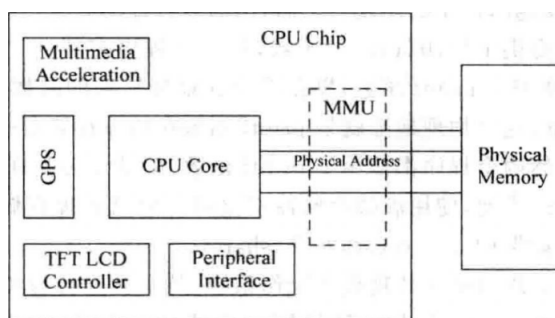 CPU Chip
Multimedia
Acceleration
MMU
GPS
CPU Core
Physical Address
Physical
Memory
TFT LCD
Controller
Peripheral
Interface